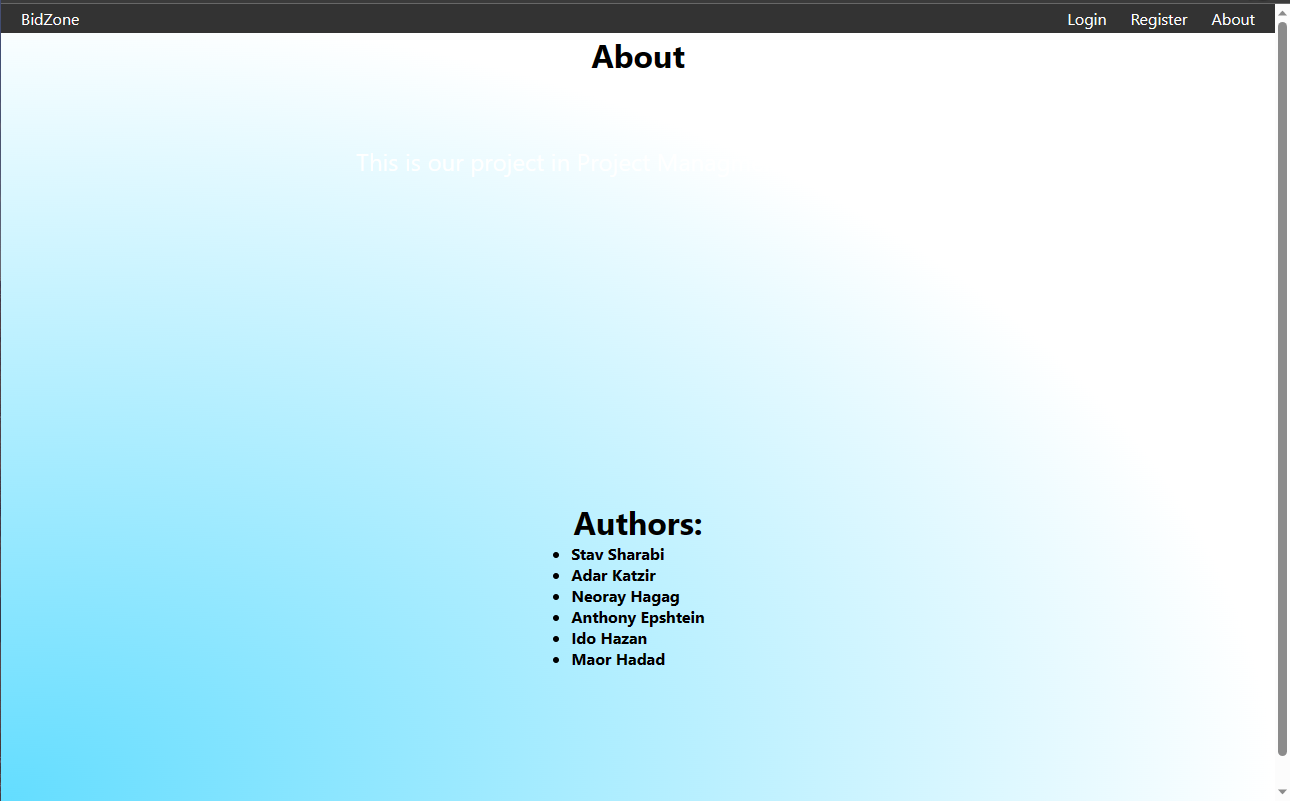 BidZone
Login Register About
About
This is our project in Project
Authors:
Stav Sharabi
Adar Katzir
Neoray Hagag
Anthony Epshtein
Ido Hazan
Maor Hadad